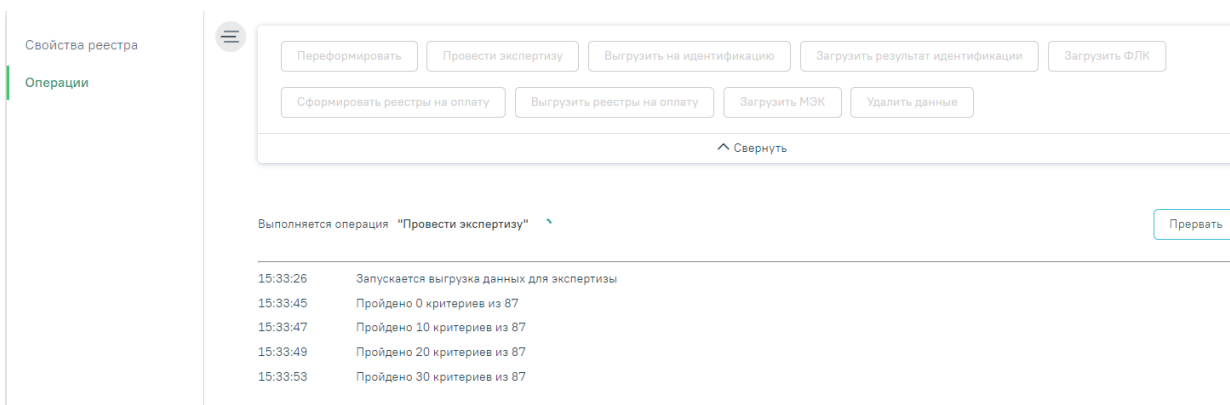 Свойства реестра
Операции
Переформировать Провести экспертизу Выгрузить на идентификацию Загрузить результат идентификации Загрузить ФЛК
Сформировать реестры на оплату Выгрузить реестры на оплату Загрузить МЭК Удалить данные
Свернуть
Выполняется операция "Провести экспертизу" Прервать
15:33:26 Запускается выгрузка данных для экспертизы
15:33:45 Пройдено 0 критериев из 87
15:33:47 Пройдено 10 критериев из 87
15:33:49 Пройдено 20 критериев из 87
15:33:53 Пройдено 30 критериев из 87